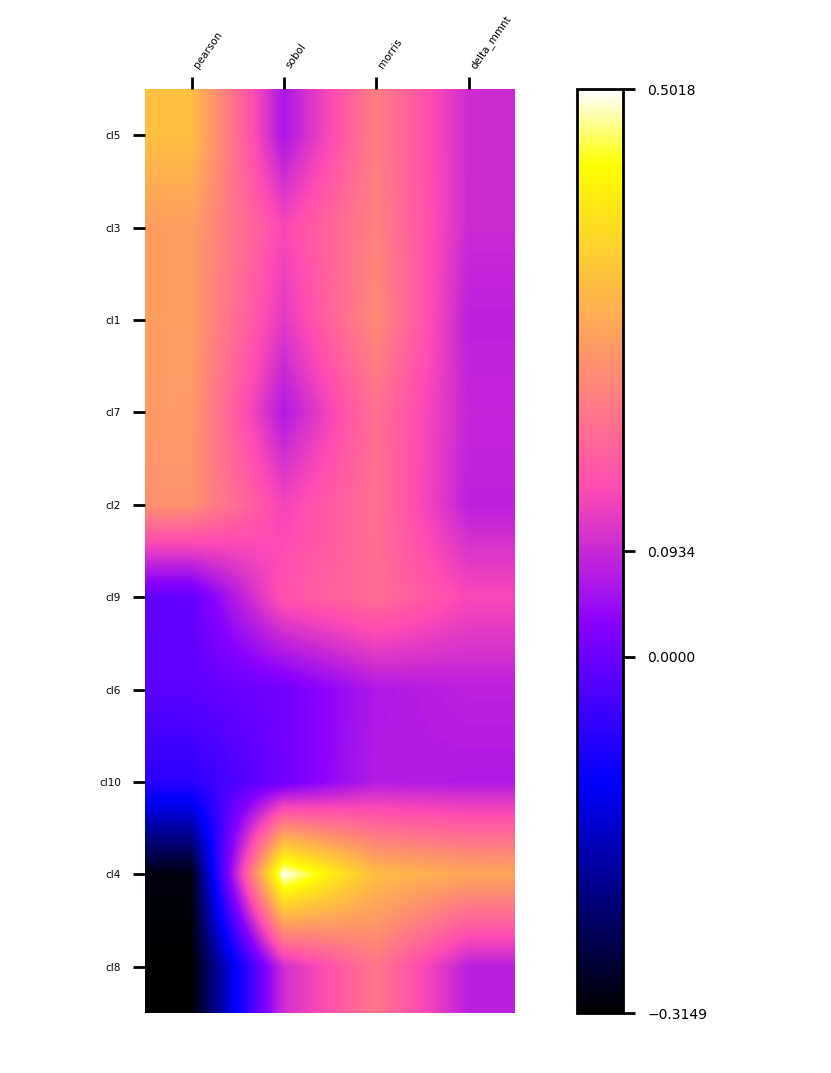 pearson
sobol
morris
delta_mmnt
cl5
cl3
cl1
cl7
cl2
cl9
cl6
cl10
cl4
cl8
0.5018
0.0934
0.0000
−0.3149